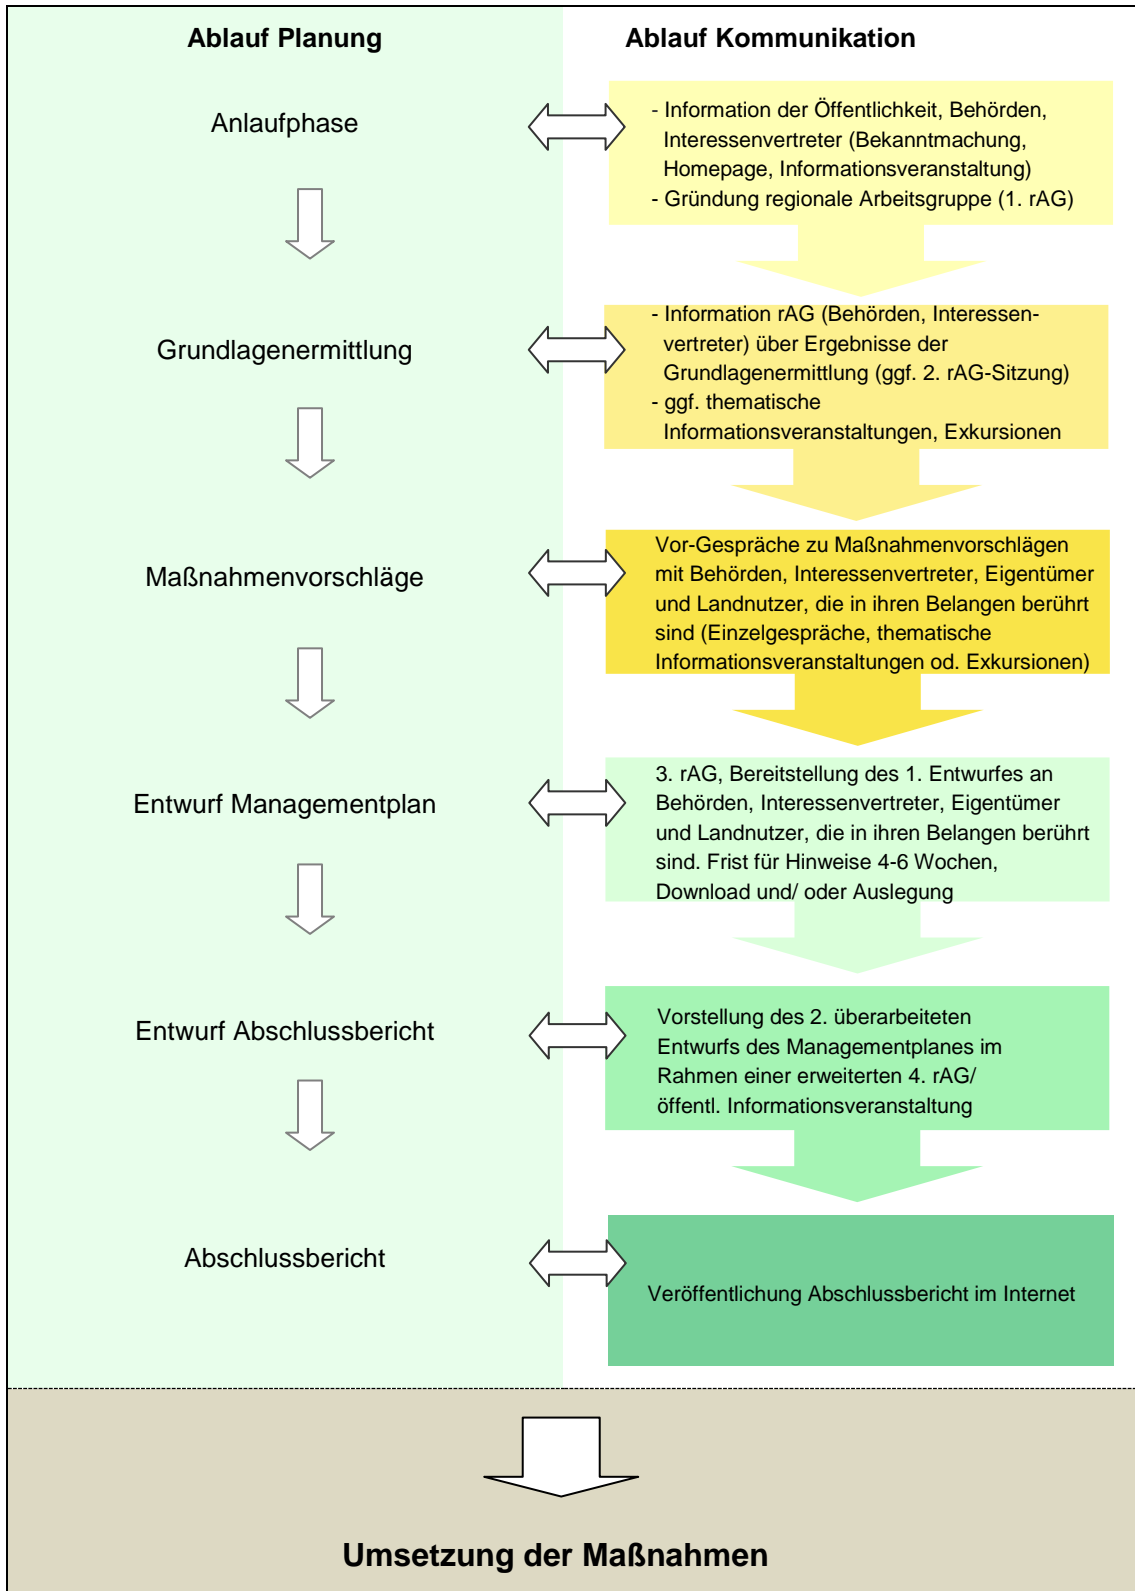 Ablauf Planung
Ablauf Kommunikation
Anlaufphase
- Information der Öffentlichkeit, Behörden,
Interessenvertreter (Bekanntmachung,
Homepage, Informationsveranstaltung)
- Gründung regionale Arbeitsgruppe (1. rAG)
Grundlagenermittlung
- Information rAG (Behörden, Interessen-
vertreter) über Ergebnisse der
Grundlagenermittlung (ggf. 2. rAG-Sitzung)
- ggf. thematische
Informationsveranstaltungen, Exkursionen
Maßnahmenvorschläge
Vor-Gespräche zu Maßnahmenvorschlägen
mit Behörden, Interessenvertreter, Eigentümer
und Landnutzer, die in ihren Belangen berührt
sind (Einzelgespräche, thematische
Informationsveranstaltungen od. Exkursionen)
Entwurf Managementplan
3. rAG, Bereitstellung des 1. Entwurfes an
Behörden, Interessenvertreter, Eigentümer
und Landnutzer, die in ihren Belangen berührt
sind. Frist für Hinweise 4-6 Wochen,
Download und/ oder Auslegung
Entwurf Abschlussbericht
Vorstellung des 2. überarbeiteten
Entwurfs des Managementplanes im
Rahmen einer erweiterten 4. rAG/
öffentl. Informationsveranstaltung
Abschlussbericht
Veröffentlichung Abschlussbericht im Internet
Umsetzung der Maßnahmen